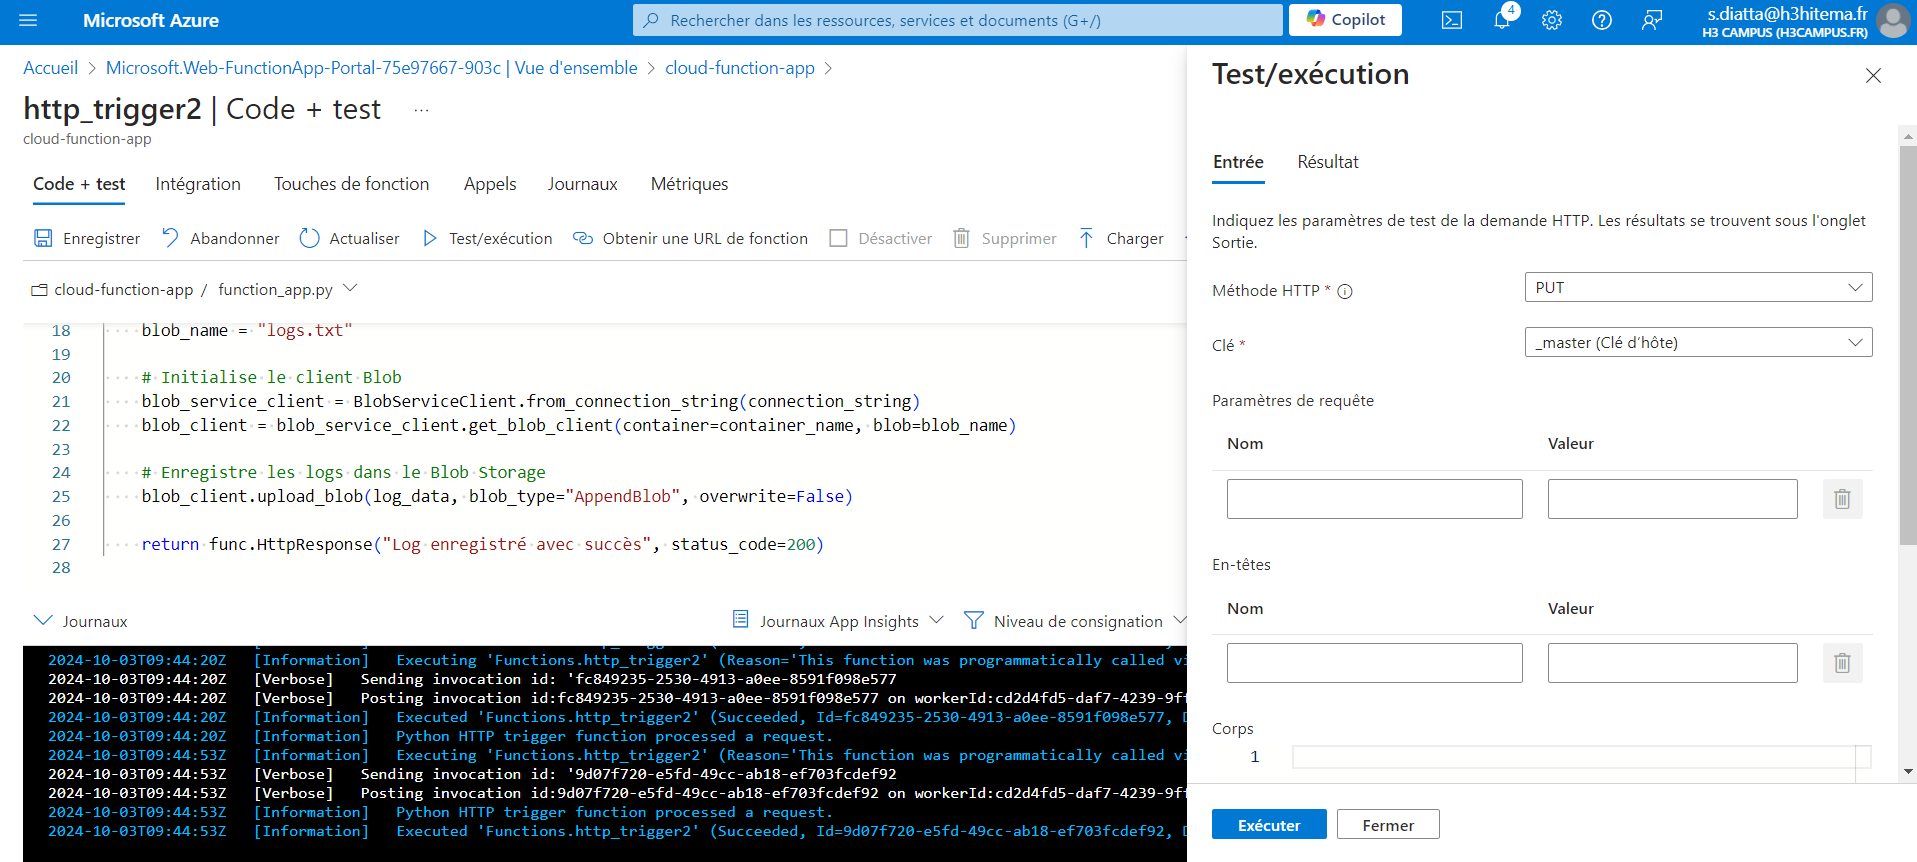 Microsoft Azure
Rechercher dans les ressources, services et documents (G+/)
Copilot
4
s.diatta@h3hitema.fr
H3 CAMPUS (H3CAMPUS.FR)
Accueil > Microsoft.Web-FunctionApp-Portal-75e97667-903c | Vue d'ensemble > cloud-function-app >
http_trigger2 | Code + test ...
cloud-function-app
Code + test Intégration Touches de fonction Appels Journaux Métriques
Enregistrer Abandonner Actualiser Test/exécution Obtenir une URL de fonction Désactiver Supprimer Charger
cloud-function-app / function_app.py
18 blob_name = "logs.txt"
19
20 # Initialise le client Blob
21 blob_service_client = BlobServiceClient.from_connection_string(connection_string)
22 blob_client = blob_service_client.get_blob_client(container=container_name, blob=blob_name)
23
24 # Enregistre les logs dans le Blob Storage
25 blob_client.upload_blob(log_data, blob_type="AppendBlob", overwrite=False)
26
27 return func.HttpResponse("Log enregistré avec succès", status_code=200)
28
Journaux Journaux App Insights Niveau de consignation
2024-10-03T09:44:20Z [Information] Executing 'Functions.http_trigger2' (Reason='This function was programmatically called vi
2024-10-03T09:44:20Z [Verbose] Sending invocation id: 'fc849235-2530-4913-a0ee-8591f098e577
2024-10-03T09:44:20Z [Verbose] Posting invocation id:fc849235-2530-4913-a0ee-8591f098e577 on workerId:cd2d4fd5-daf7-4239-9ff
2024-10-03T09:44:20Z [Information] Executed 'Functions.http_trigger2' (Succeeded, Id=fc849235-2530-4913-a0ee-8591f098e577, D
2024-10-03T09:44:20Z [Information] Python HTTP trigger function processed a request.
2024-10-03T09:44:53Z [Information] Executing 'Functions.http_trigger2' (Reason='This function was programmatically called vi
2024-10-03T09:44:53Z [Verbose] Sending invocation id: '9d07f720-e5fd-49cc-ab18-ef703fcdef92
2024-10-03T09:44:53Z [Verbose] Posting invocation id:9d07f720-e5fd-49cc-ab18-ef703fcdef92 on workerId:cd2d4fd5-daf7-4239-9ff
2024-10-03T09:44:53Z [Information] Python HTTP trigger function processed a request.
2024-10-03T09:44:53Z [Information] Executed 'Functions.http_trigger2' (Succeeded, Id=9d07f720-e5fd-49cc-ab18-ef703fcdef92, D
Test/exécution
Entrée Résultat
Indiquez les paramètres de test de la demande HTTP. Les résultats se trouvent sous l'onglet
Sortie.
Méthode HTTP * PUT
Clé * _master (Clé d'hôte)
Paramètres de requête
Nom Valeur
En-têtes
Nom Valeur
Corps
1
Exécuter Fermer